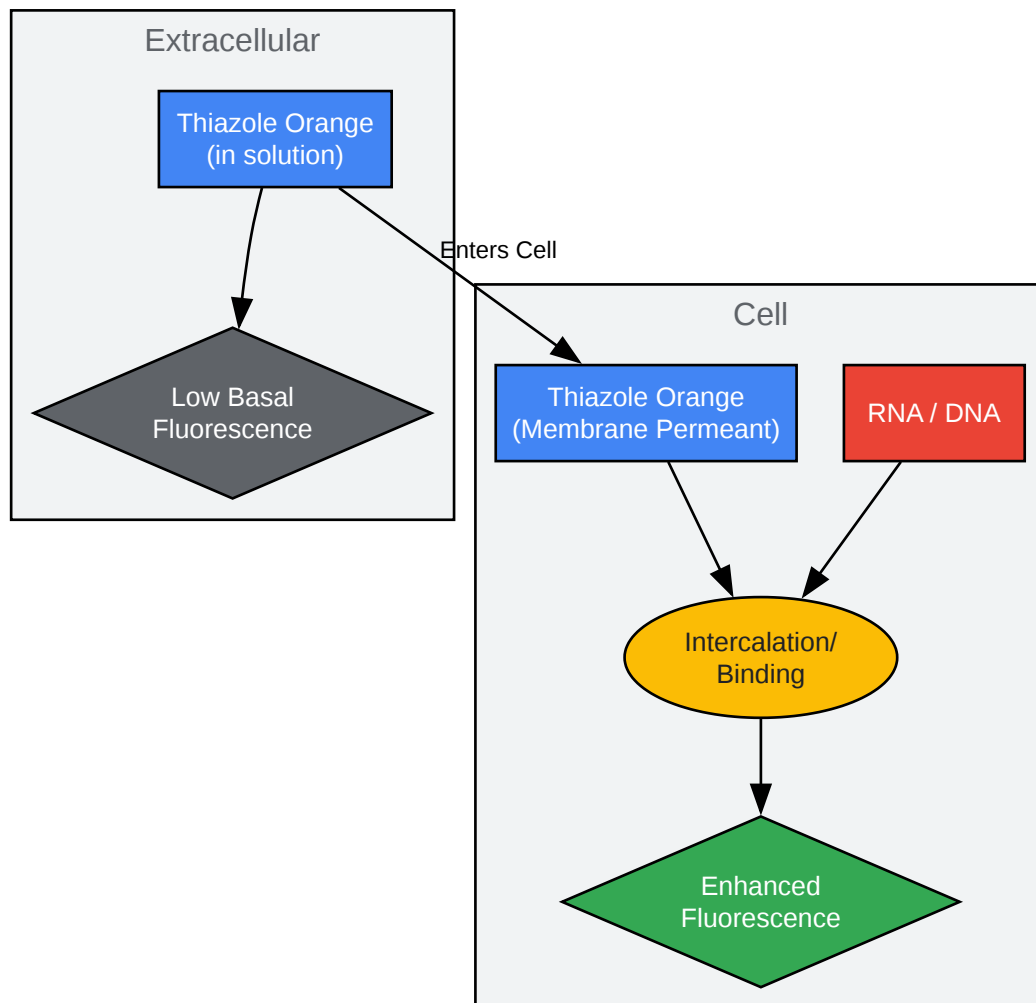 Extracellular
Thiazole Orange
(in solution)
Enters Cell
Low Basal
Fluorescence
Cell
Thiazole Orange
(Membrane Permeant)
RNA / DNA
Intercalation/
Binding
Enhanced
Fluorescence